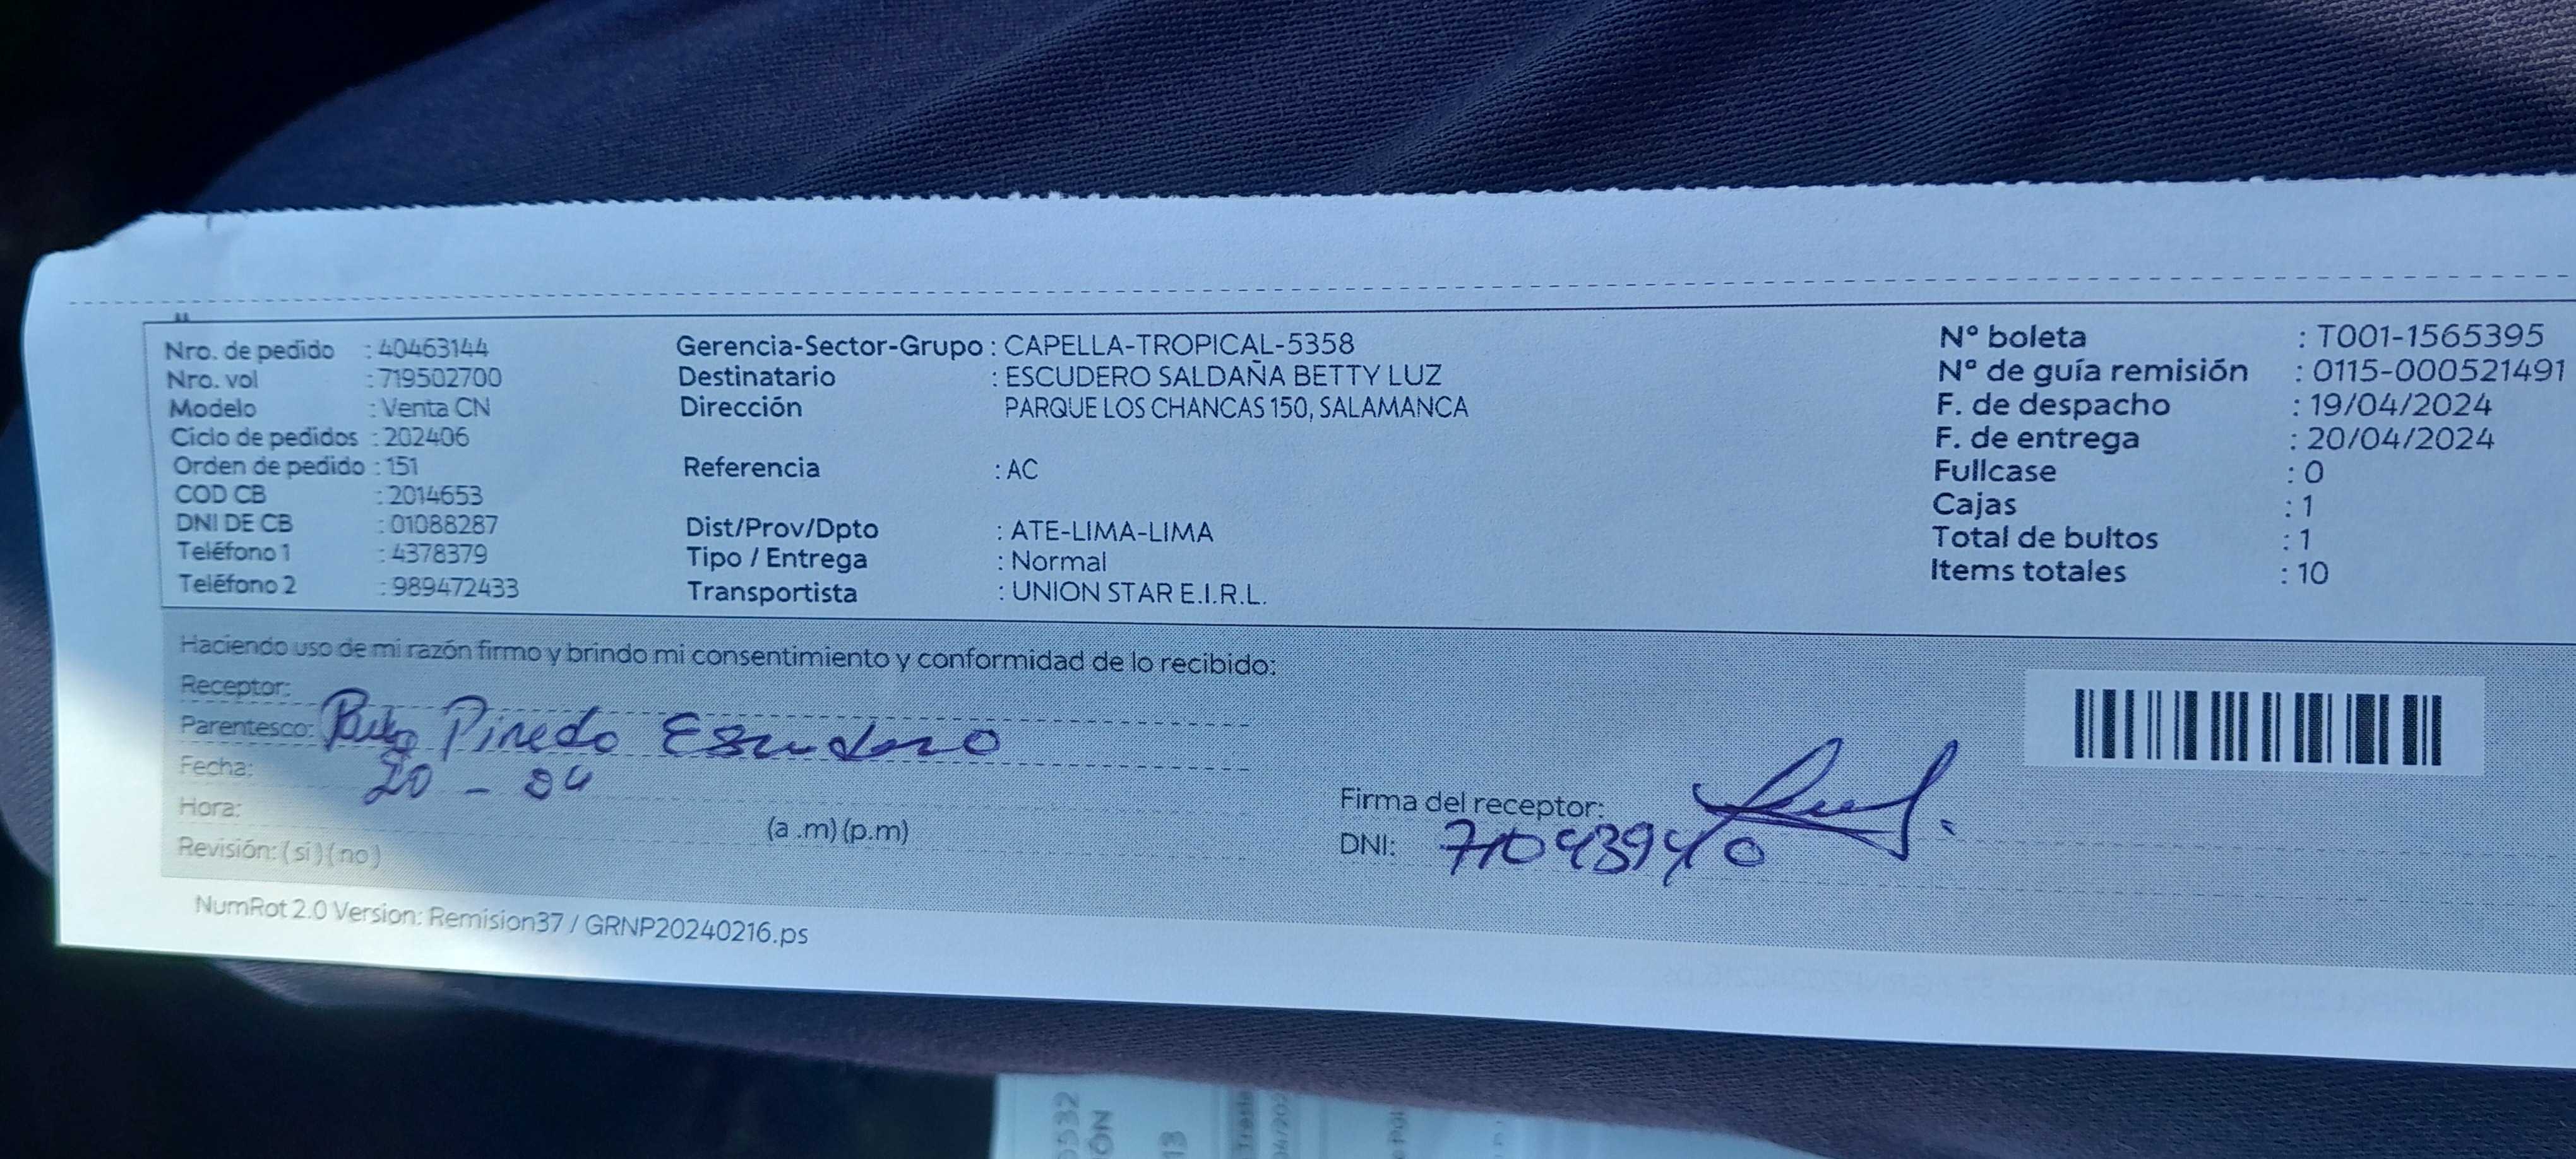 Nro. de pedido : 40463144
Nro. vol : 719502700
Modelo : Venta CN
Ciclo de pedidos : 202406
Orden de pedido : 151
COD CB : 2014653
DNI DE CB : 01088287
Teléfono 1 : 4378379
Teléfono 2 : 989472433
Gerencia-Sector-Grupo : CAPELLA-TROPICAL-5358
Destinatario : ESCUDERO SALDAÑA BETTY LUZ
Dirección PARQUE LOS CHANCAS 150, SALAMANCA
Referencia : AC
Dist/Prov/Dpto : ATE-LIMA-LIMA
Tipo / Entrega : Normal
Transportista : UNION STAR E.I.R.L.
Nº boleta : T001-1565395
Nº de guía remisión : 0115-000521491
F. de despacho : 19/04/2024
F. de entrega : 20/04/2024
Fullcase : 0
Cajas : 1
Total de bultos : 1
Items totales : 10
Haciendo uso de mi razón firmo y brindo mi consentimiento y conformidad de lo recibido:
Receptor:
Parentesco: Pinedo Escudero
Fecha: 20 - 04
Hora: (a .m) (p.m)
Revisión: ( si ) ( no )
Firma del receptor:
DNI: 71043940
NumRot 2.0 Version: Remision37 / GRNP20240216.ps